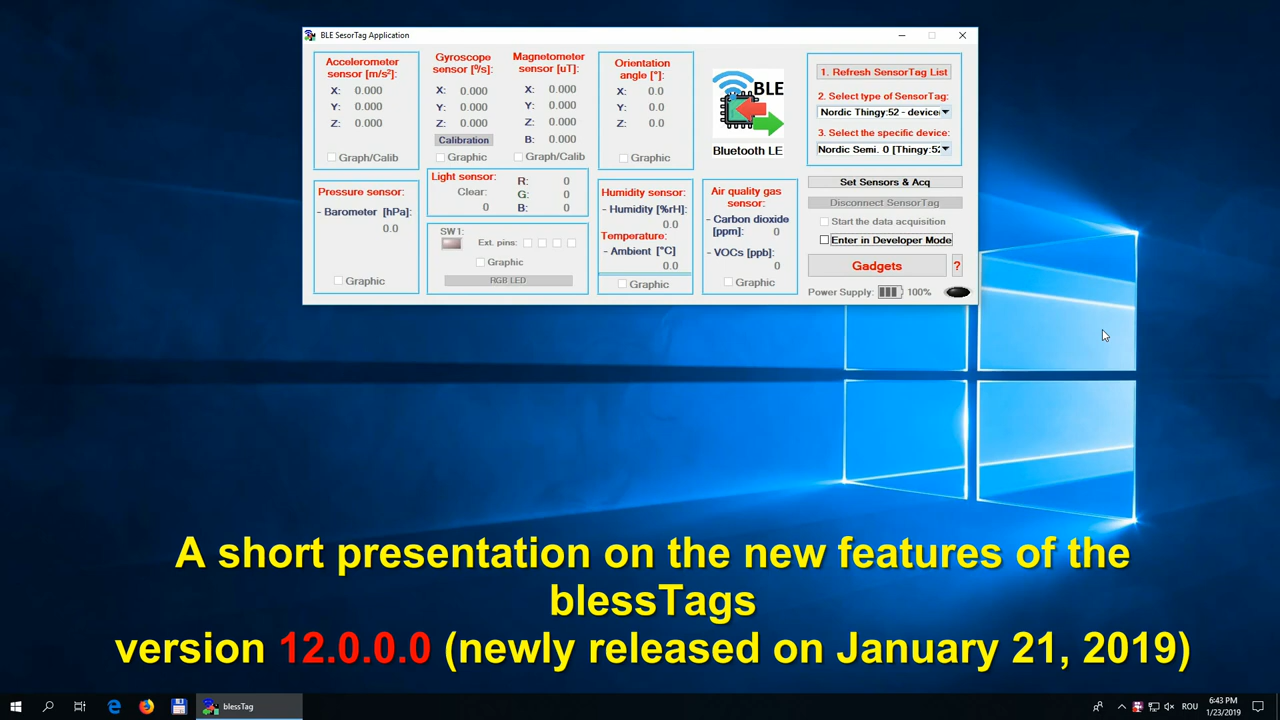 BLE SesorTag Application
Accelerometer
sensor [m/s²]:
X: 0.000
Y: 0.000
Z: 0.000
Graph/Calib
Gyroscope
sensor [⁰/s]:
X: 0.000
Y: 0.000
Z: 0.000
Calibration
Graphic
Magnetometer
sensor [uT]:
X: 0.000
Y: 0.000
Z: 0.000
B: 0.000
Graph/Calib
Orientation
angle [°]:
X: 0.0
Y: 0.0
Z: 0.0
Graphic
BLE
Bluetooth LE
1. Refresh SensorTag List
2. Select type of SensorTag:
Nordic Thingy:52 - device
3. Select the specific device:
Nordic Semi. 0 [Thingy:52
Pressure sensor:
- Barometer [hPa]
0.0
Graphic
Light sensor:
Clear:
0
R: 0
G: 0
B: 0
SW1:
Ext. pins:
Graphic
RGB LED
Humidity sensor:
- Humidity [%rH]
0.0
Temperature:
- Ambient [°C]
0.0
Graphic
Air quality gas
sensor:
- Carbon dioxide
[ppm] 0
- VOCs [ppb]
0
Graphic
Set Sensors & Acq
Disconnect SensorTag
Start the data acquisition
Enter in Developer Mode
Gadgets ?
Power Supply: 100%
A short presentation on the new features of the
blessTags
version 12.0.0.0 (newly released on January 21, 2019)
blessTag
ROU
6:43 PM
1/23/2019